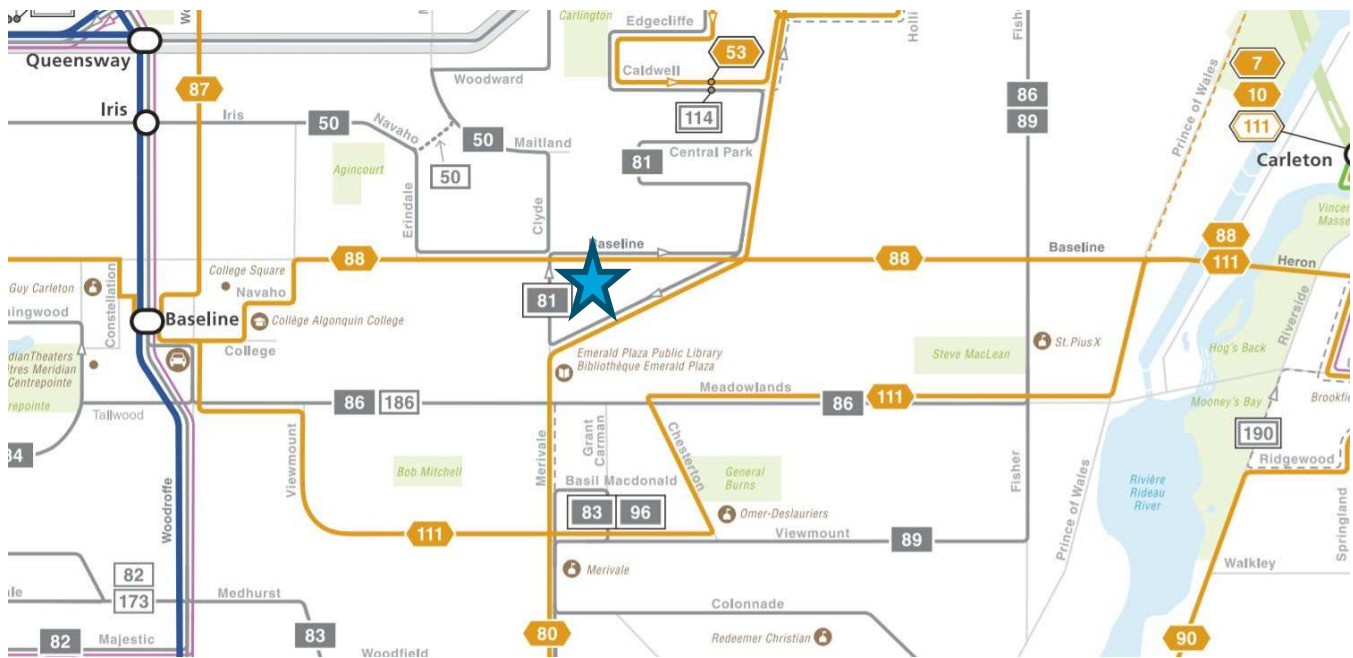 Carlington
Edgecliffe
Queensway
87
Woodward
Caldwell
53
114
86
89
Prince of Wales
7
10
111
Carleton
Iris
Iris
50
Navaho
50
Maitland
50
81
Central Park
Agincourt
Erindale
Clyde
Baseline
88
88
Baseline
88
111
Heron
College Square
Navaho
Guy Carleton
Constellation
Baseline
Collège Algonquin College
College
81
Emerald Plaza Public Library
Bibliothèque Emerald Plaza
Steve MacLean
St. Pius X
Hog's Back
Riverside
Mooney's Bay
Tallwood
86
186
Meadowlands
86
111
Viewmount
Bob Mitchell
Merivale
Grant
Carman
Chesterton
General
Burns
Fisher
Prince of Wales
190
Ridgewood
Basil Macdonald
83
96
Omer-Deslauriers
Rivière
Rideau
River
Woodroffe
111
Viewmount
89
Walkley
Springland
Merivale
82
173
Medhurst
Colonnade
82
Majestic
83
Woodfield
80
Redeemer Christian
90